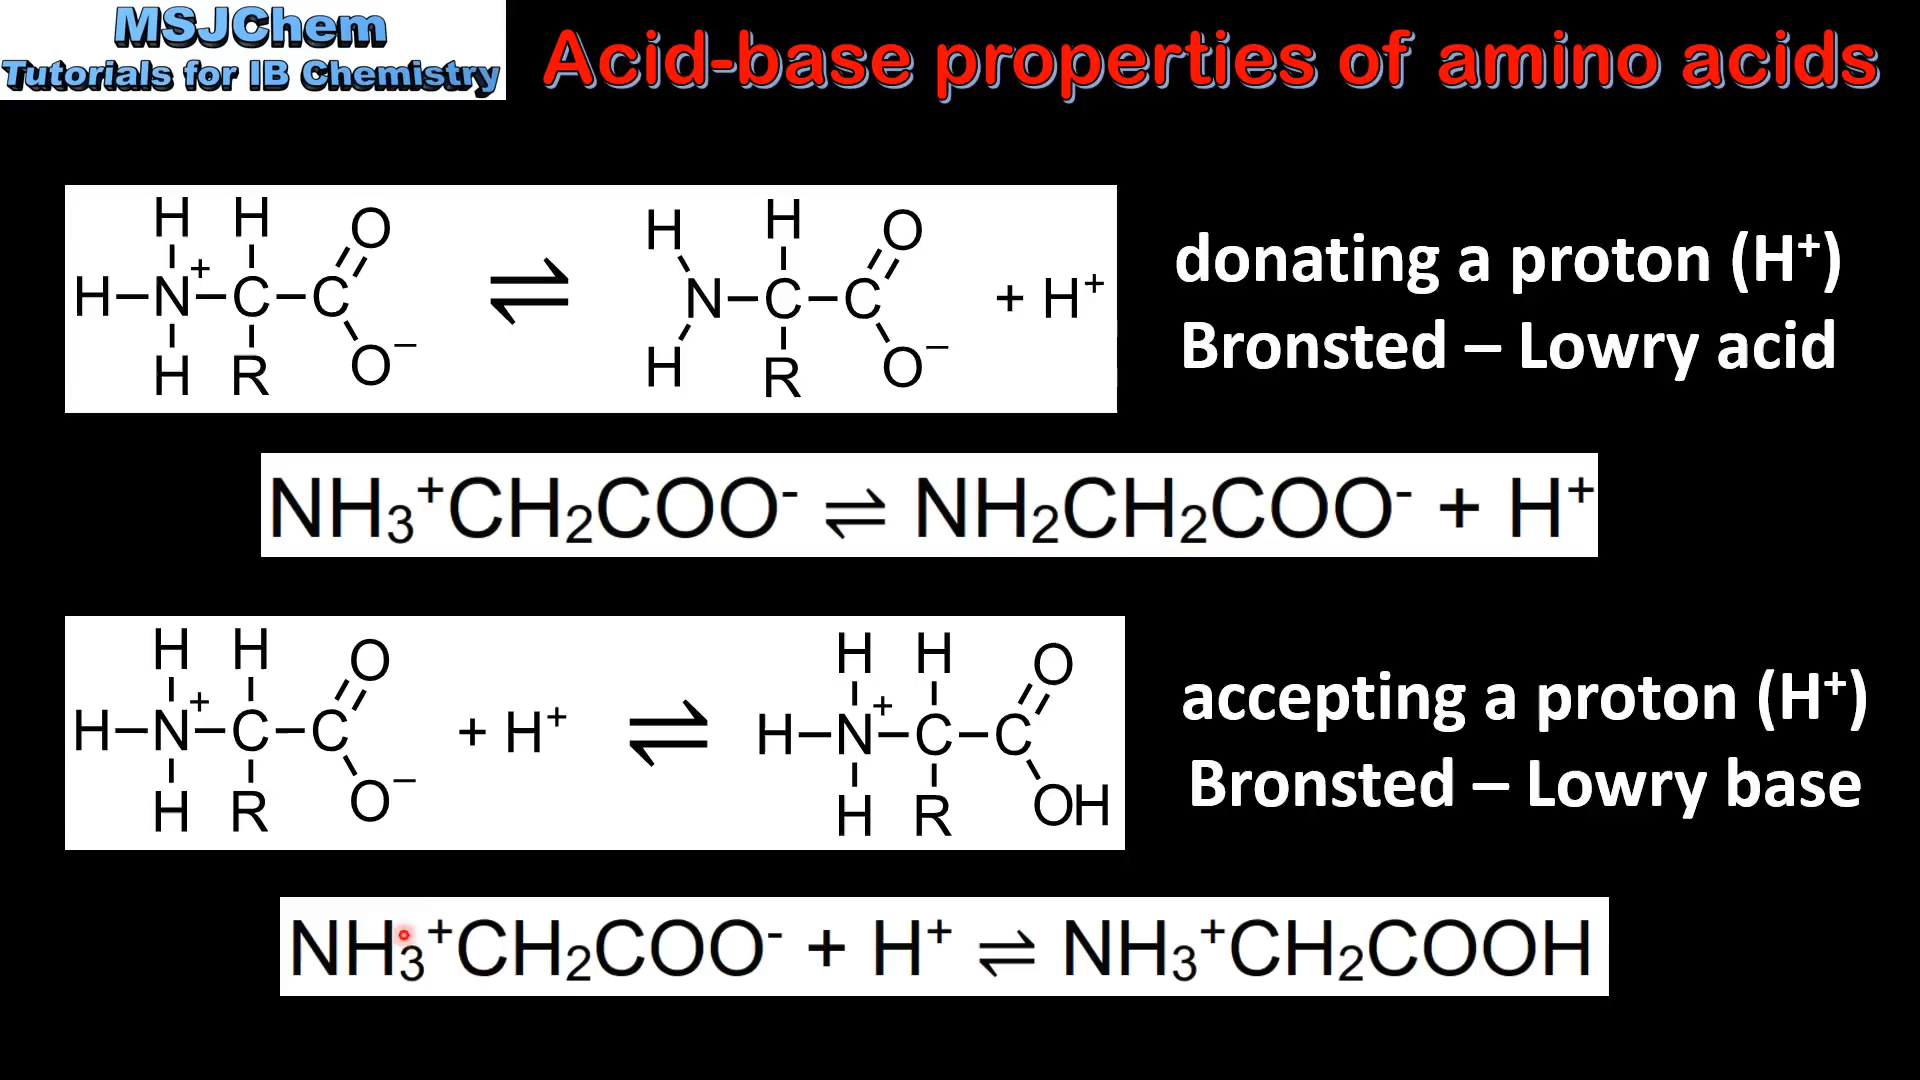 MSJChem
Tutorials for IB Chemistry
Acid-base properties of amino acids
H H O
H–N⁺–C–C
H R O⁻
⇌
H H O
N–C–C + H⁺
H R O⁻
donating a proton (H⁺)
Bronsted – Lowry acid
NH₃⁺CH₂COO⁻ ⇌ NH₂CH₂COO⁻ + H⁺
H H O
H–N⁺–C–C + H⁺
H R O⁻
⇌
H H O
H–N⁺–C–C
H R OH
accepting a proton (H⁺)
Bronsted – Lowry base
NH₃⁺CH₂COO⁻ + H⁺ ⇌ NH₃⁺CH₂COOH